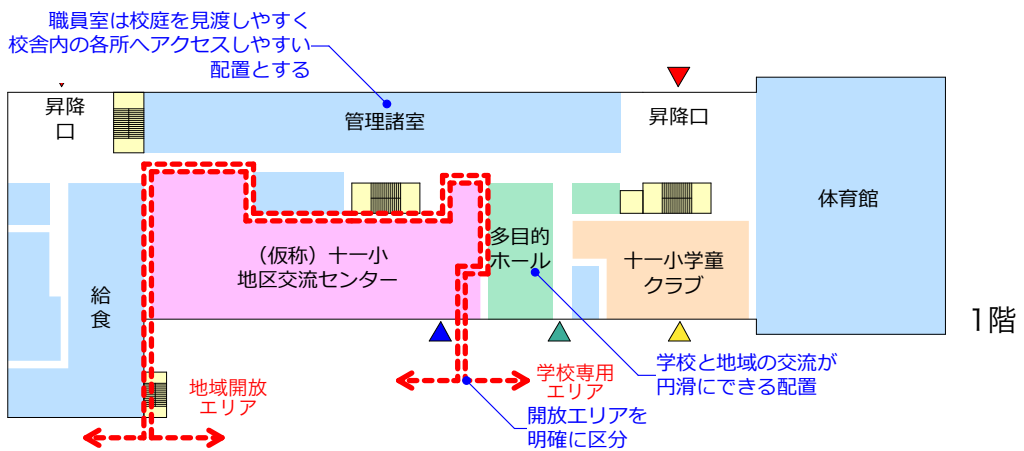 職員室は校庭を見渡しやすく
校舎内の各所へアクセスしやすい
配置とする
昇降
口
管理諸室
昇降口
体育館
(仮称)十一小
地区交流センター
多目的
ホール
十一小学童
クラブ
給
食
1階
地域開放
エリア
学校専用
エリア
学校と地域の交流が
円滑にできる配置
開放エリアを
明確に区分